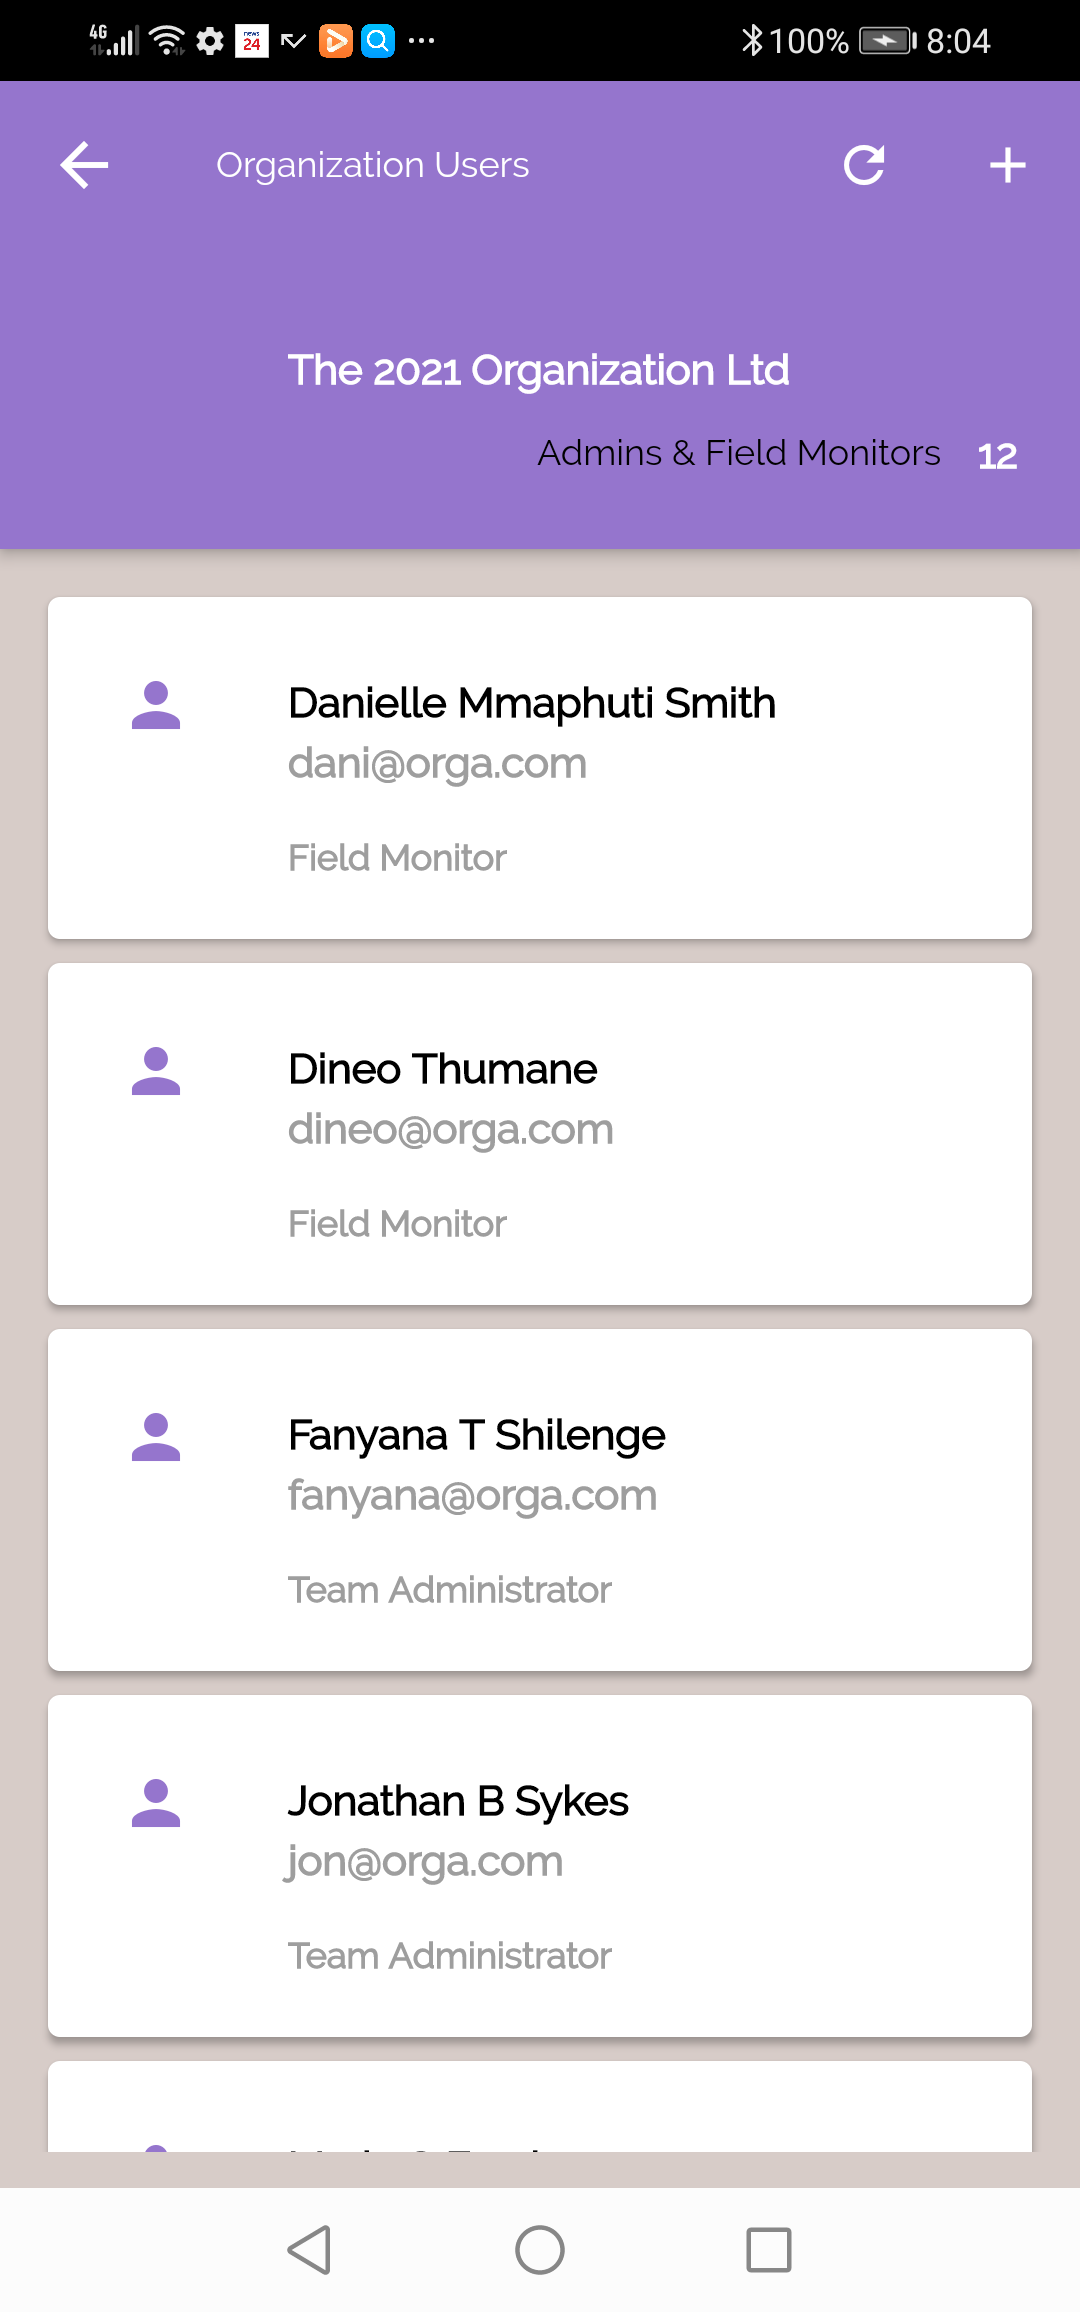 4G
news
24
100%
8:04
Organization Users
The 2021 Organization Ltd
Admins & Field Monitors 12
Danielle Mmaphuti Smith
dani@orga.com
Field Monitor
Dineo Thumane
dineo@orga.com
Field Monitor
Fanyana T Shilenge
fanyana@orga.com
Team Administrator
Jonathan B Sykes
jon@orga.com
Team Administrator